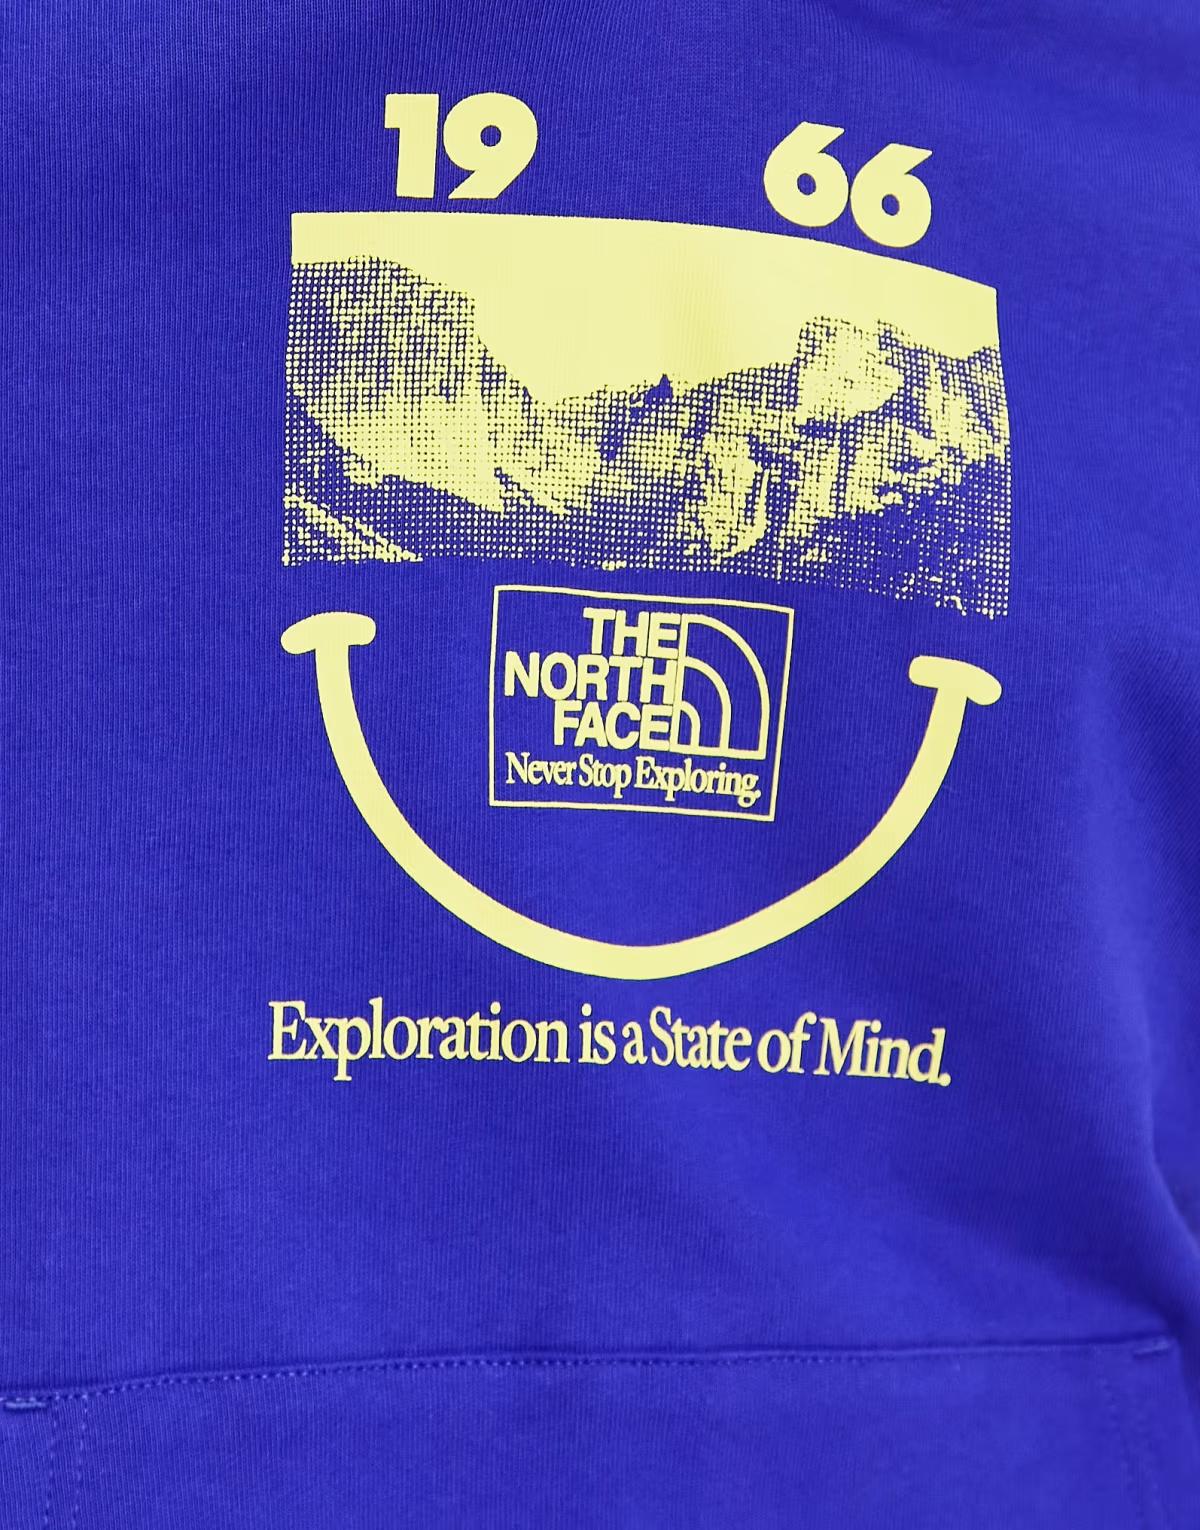 19 66
THE
NORTH
FACE
Never Stop Exploring.
Exploration is a State of Mind.